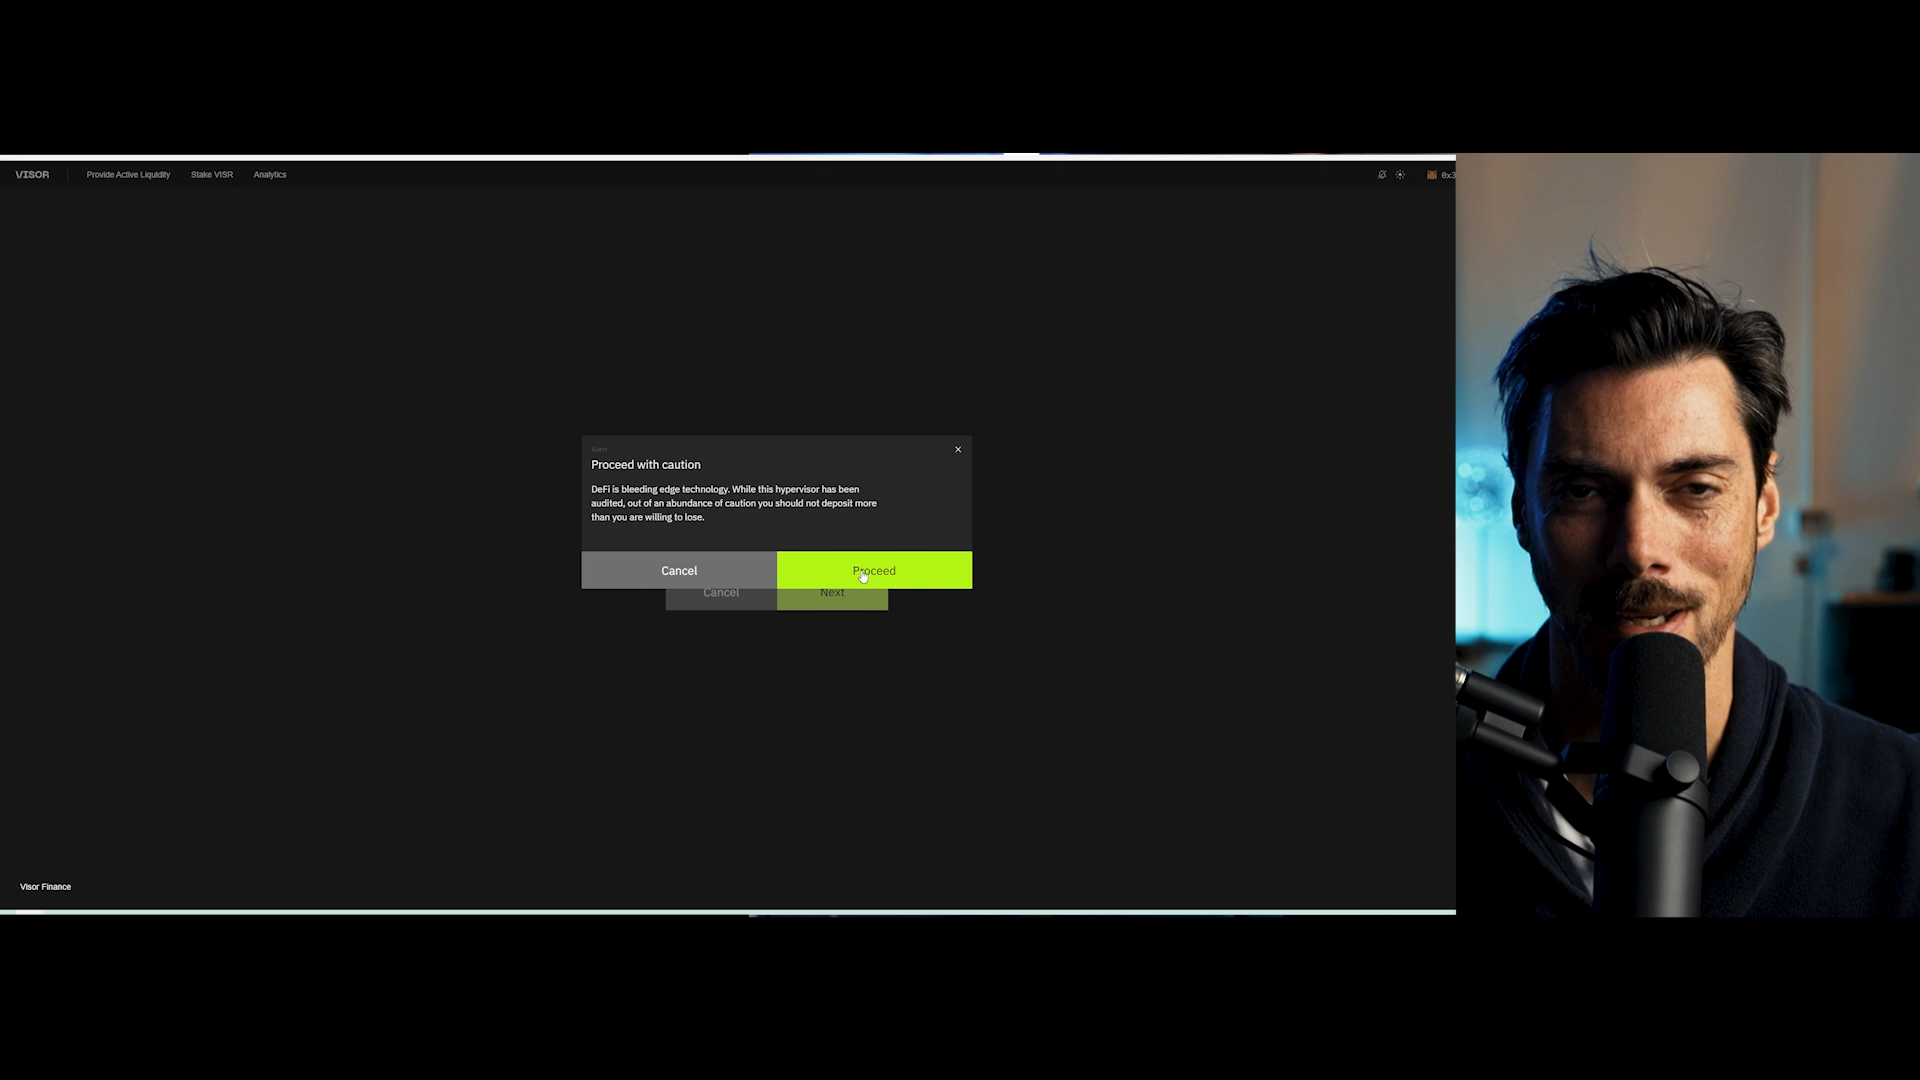 VISOR
Provide Active Liquidity
Stake VISR
Analytics
0x3
Alert
Proceed with caution
DeFi is bleeding edge technology. While this hypervisor has been
audited, out of an abundance of caution you should not deposit more
than you are willing to lose.
Cancel
Proceed
Cancel
Next
Visor Finance